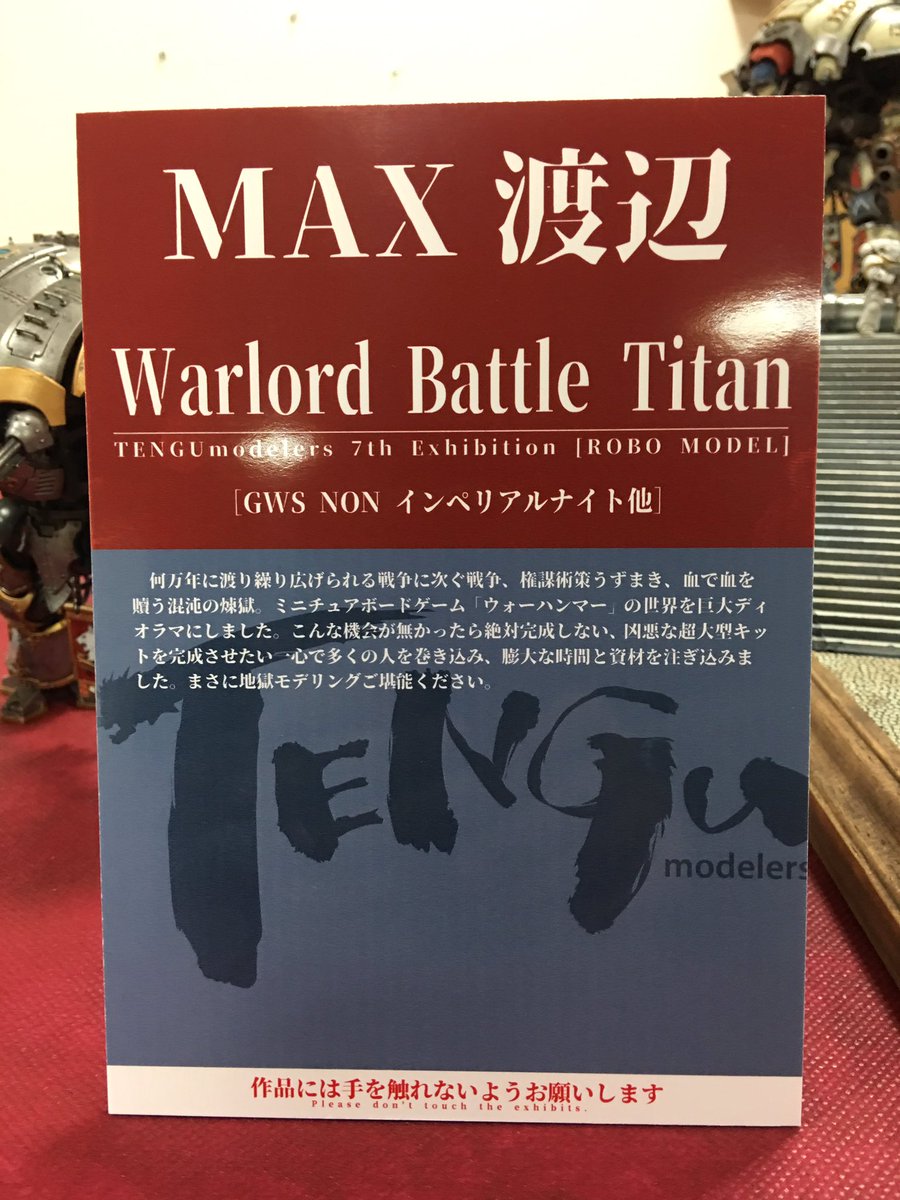 MAX 渡辺
Warlord Battle Titan
TENGUmodelers 7th Exhibition [ROBO MODEL]
[GWS NON インペリアルナイト他]
何万年に渡り繰り広げられる戦争に次ぐ戦争、権謀術策うずまき、血で血を
贖う混沌の煉獄。ミニチュアボードゲーム「ウォーハンマー」の世界を巨大ディ
オラマにしました。こんな機会が無かったら絶対完成しない、凶悪な超大型キッ
トを完成させたい一心で多くの人を巻き込み、膨大な時間と資材を注ぎ込みま
した。まさに地獄モデリングご堪能ください。
TENGu
modelers
作品には手を触れないようお願いします
Please don't touch the exhibits.